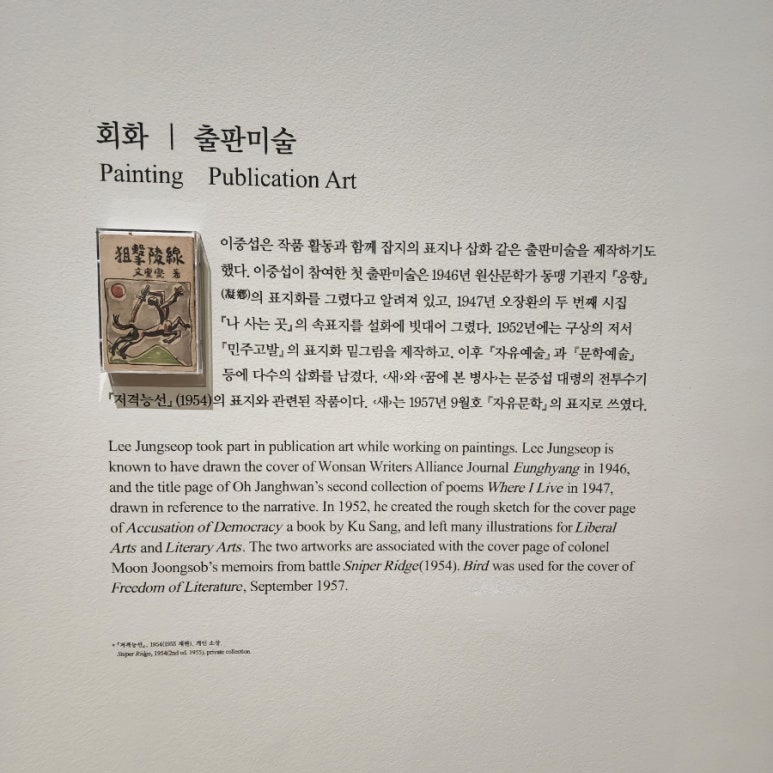 회화 | 출판미술
Painting Publication Art
狙擊陵線
文重燮 著
이중섭은 작품 활동과 함께 잡지의 표지나 삽화 같은 출판미술을 제작하기도
했다. 이중섭이 참여한 첫 출판미술은 1946년 원산문학가 동맹 기관지 『응향』
(凝鄕)의 표지화를 그렸다고 알려져 있고, 1947년 오장환의 두 번째 시집
『나 사는 곳』의 속표지를 설화에 빗대어 그렸다. 1952년에는 구상의 저서
『민주고발』의 표지화 밑그림을 제작하고, 이후 『자유예술』과 『문학예술』
등에 다수의 삽화를 남겼다. ‹새›와 ‹꿈에 본 병사›는 문중섭 대령의 전투수기
『저격능선』(1954)의 표지와 관련된 작품이다. ‹새›는 1957년 9월호 『자유문학』의 표지로 쓰였다.
Lee Jungseop took part in publication art while working on paintings. Lee Jungseop is
known to have drawn the cover of Wonsan Writers Alliance Journal Eunghyang in 1946,
and the title page of Oh Janghwan's second collection of poems Where I Live in 1947,
drawn in reference to the narrative. In 1952, he created the rough sketch for the cover page
of Accusation of Democracy a book by Ku Sang, and left many illustrations for Liberal
Arts and Literary Arts. The two artworks are associated with the cover page of colonel
Moon Joongsob's memoirs from battle Sniper Ridge(1954). Bird was used for the cover of
Freedom of Literature, September 1957.
* 『저격능선』, 1954(1955 재판), 개인 소장.
Sniper Ridge, 1954(2nd ed. 1955), private collection.